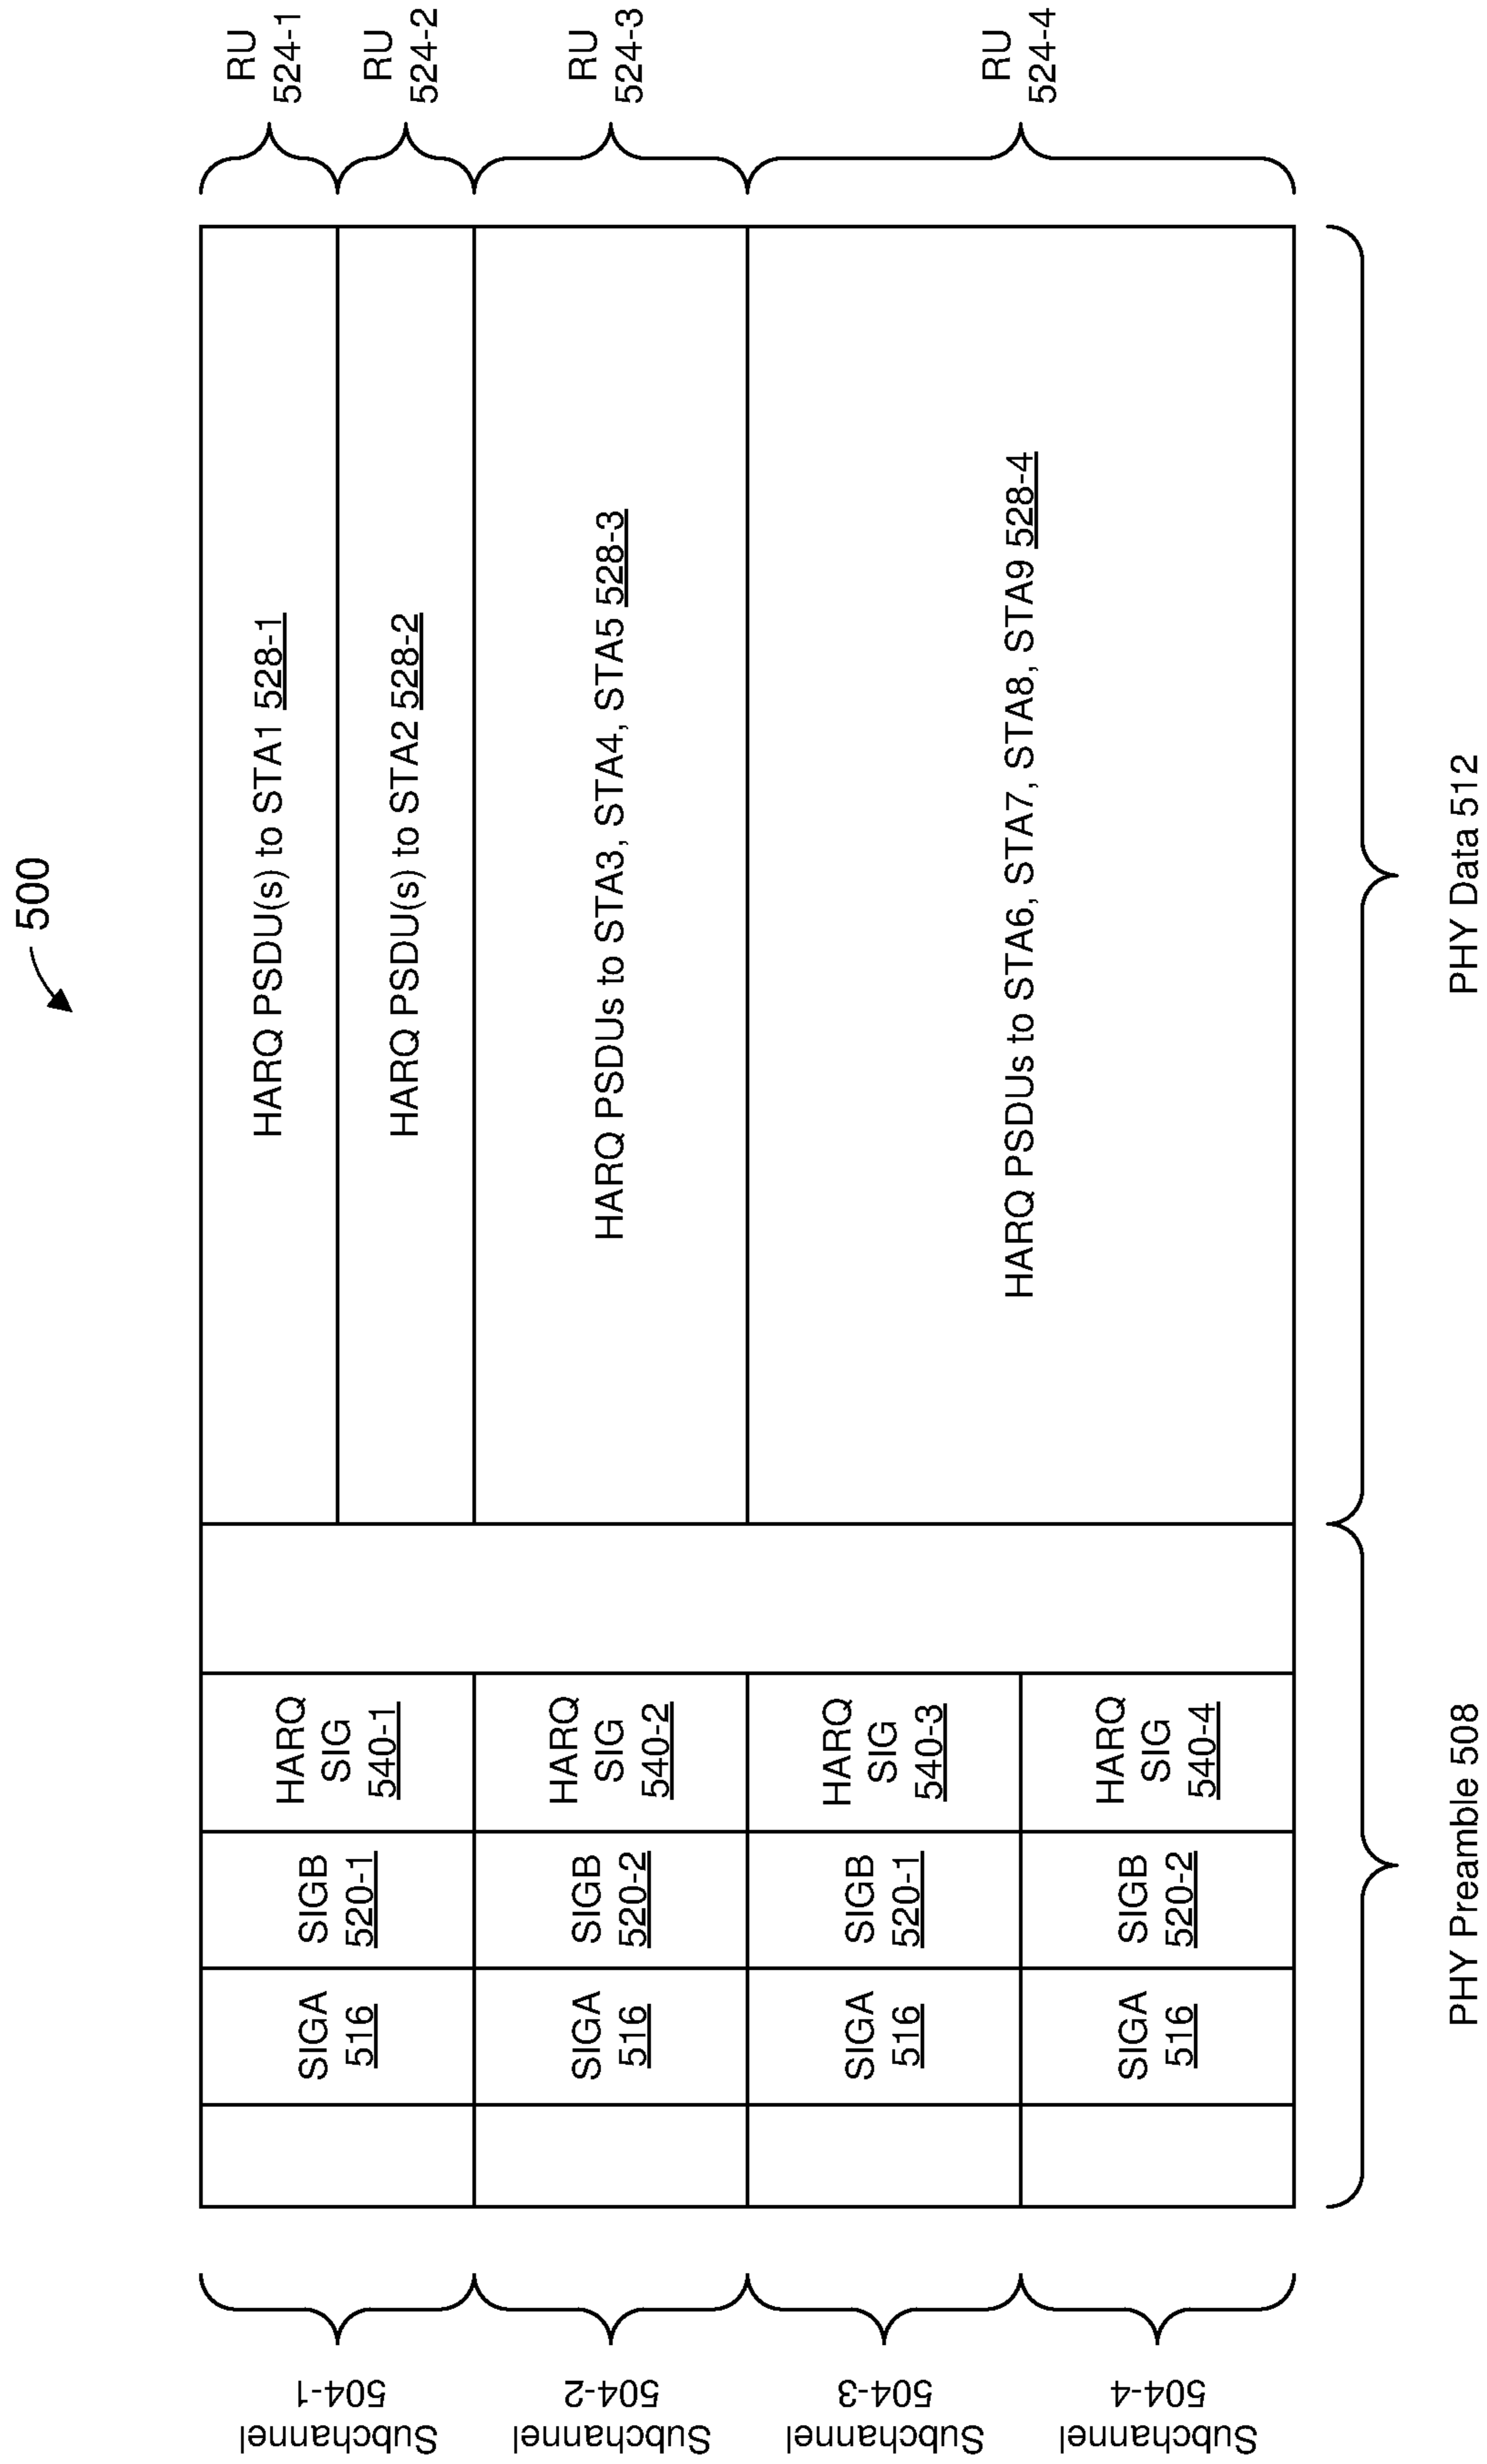 500
Subchannel
504-1
Subchannel
504-2
Subchannel
504-3
Subchannel
504-4
SIGA
516
SIGB
520-1
HARQ
SIG
540-1
SIGA
516
SIGB
520-2
HARQ
SIG
540-2
SIGA
516
SIGB
520-1
HARQ
SIG
540-3
SIGA
516
SIGB
520-2
HARQ
SIG
540-4
HARQ PSDU(s) to STA1 528-1
HARQ PSDU(s) to STA2 528-2
HARQ PSDUs to STA3, STA4, STA5 528-3
HARQ PSDUs to STA6, STA7, STA8, STA9 528-4
RU
524-1
RU
524-2
RU
524-3
RU
524-4
PHY Preamble 508
PHY Data 512